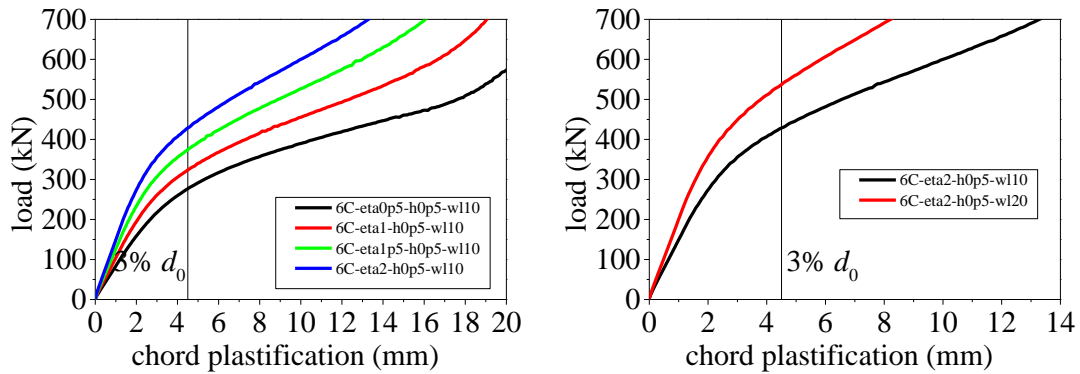 700
600
500
400
300
200
100
0
load (kN)
6C-eta0p5-h0p5-wl10
6C-eta1-h0p5-wl10
6C-eta1p5-h0p5-wl10
6C-eta2-h0p5-wl10
3% d0
0 2 4 6 8 10 12 14 16 18 20
chord plastification (mm)
700
600
500
400
300
200
100
0
load (kN)
6C-eta2-h0p5-wl10
6C-eta2-h0p5-wl20
3% d0
0 2 4 6 8 10 12 14
chord plastification (mm)